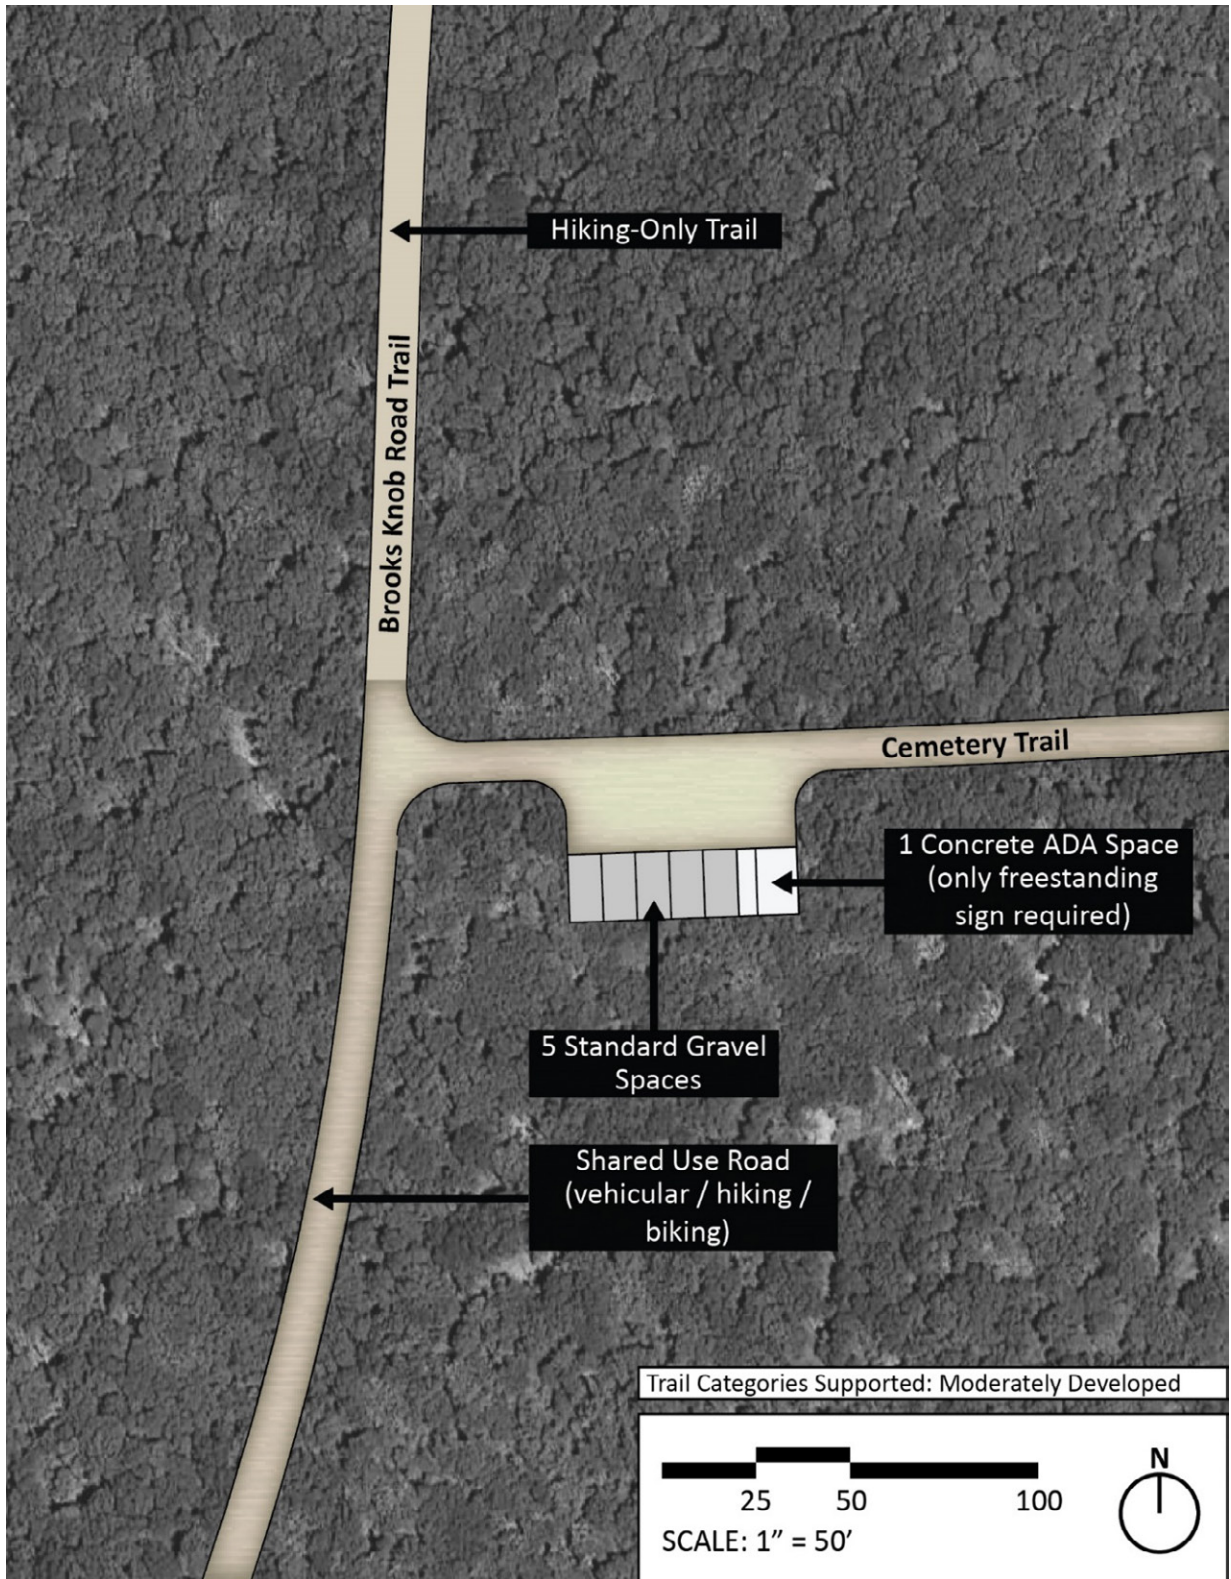 Hiking-Only Trail
Brooks Knob Road Trail
Cemetery Trail
1 Concrete ADA Space
(only freestanding
sign required)
5 Standard Gravel
Spaces
Shared Use Road
(vehicular / hiking /
biking)
Trail Categories Supported: Moderately Developed
N
25 50 100
SCALE: 1” = 50’